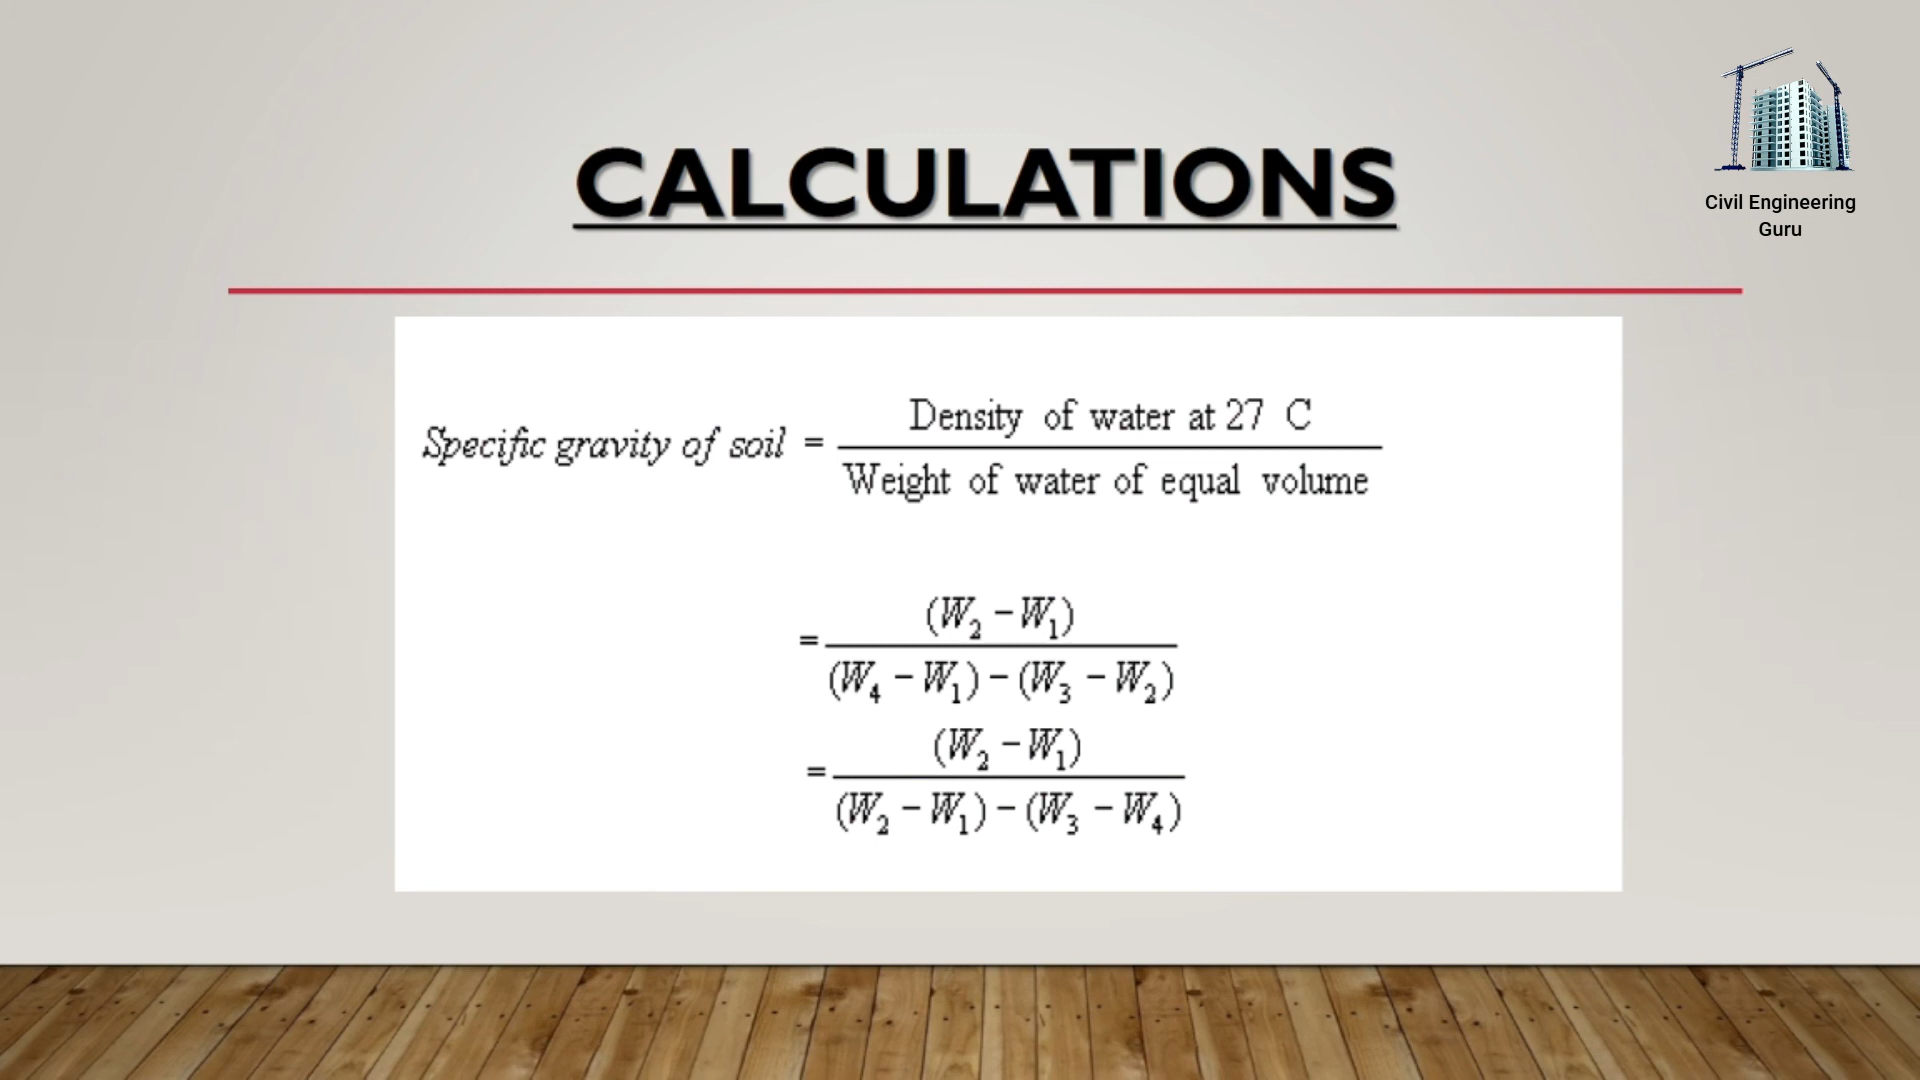 CALCULATIONS
Civil Engineering
Guru
Specific gravity of soil = Density of water at 27 C / Weight of water of equal volume
= (W₂ − W₁) / (W₄ − W₁) − (W₃ − W₂)
= (W₂ − W₁) / (W₂ − W₁) − (W₃ − W₄)